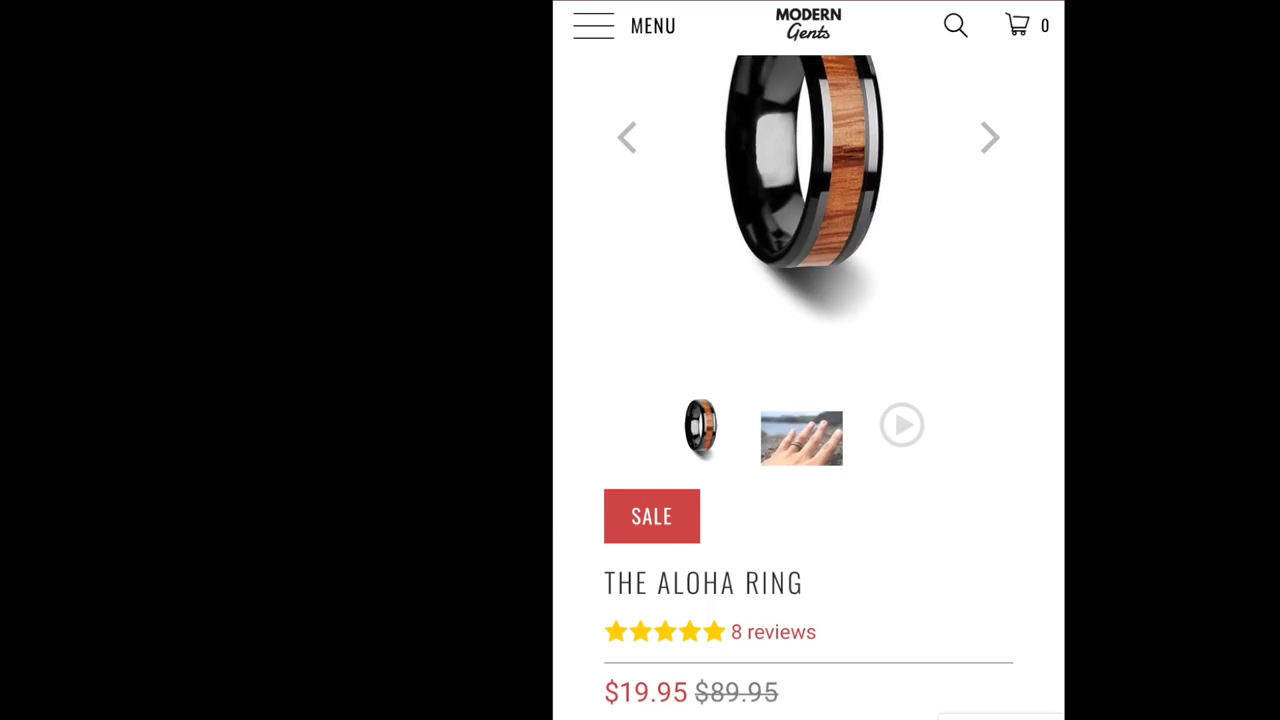 MENU
MODERN
Gents
0
SALE
THE ALOHA RING
8 reviews
$19.95 $89.95